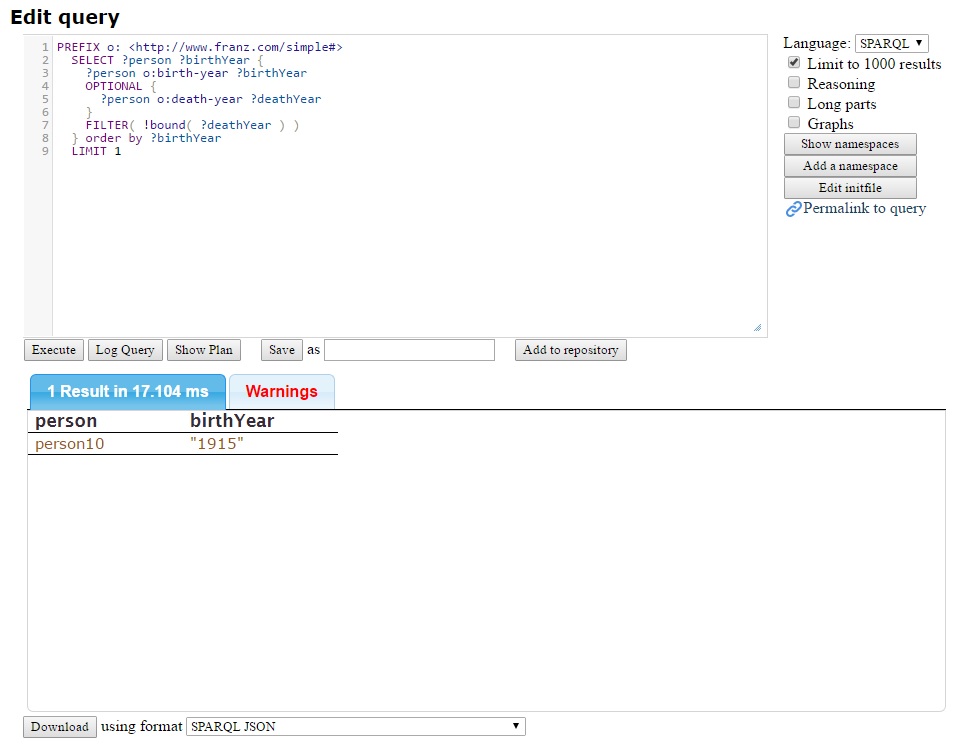 Edit query
1 PREFIX o: <http://www.franz.com/simple#>
2 SELECT ?person ?birthYear {
3 ?person o:birth-year ?birthYear
4 OPTIONAL {
5 ?person o:death-year ?deathYear
6 }
7 FILTER( !bound( ?deathYear ) )
8 } order by ?birthYear
9 LIMIT 1
Language: SPARQL
Limit to 1000 results
Reasoning
Long parts
Graphs
Show namespaces
Add a namespace
Edit initfile
Permalink to query
Execute Log Query Show Plan Save as Add to repository
1 Result in 17.104 ms Warnings
person birthYear
person10 "1915"
Download using format SPARQL JSON